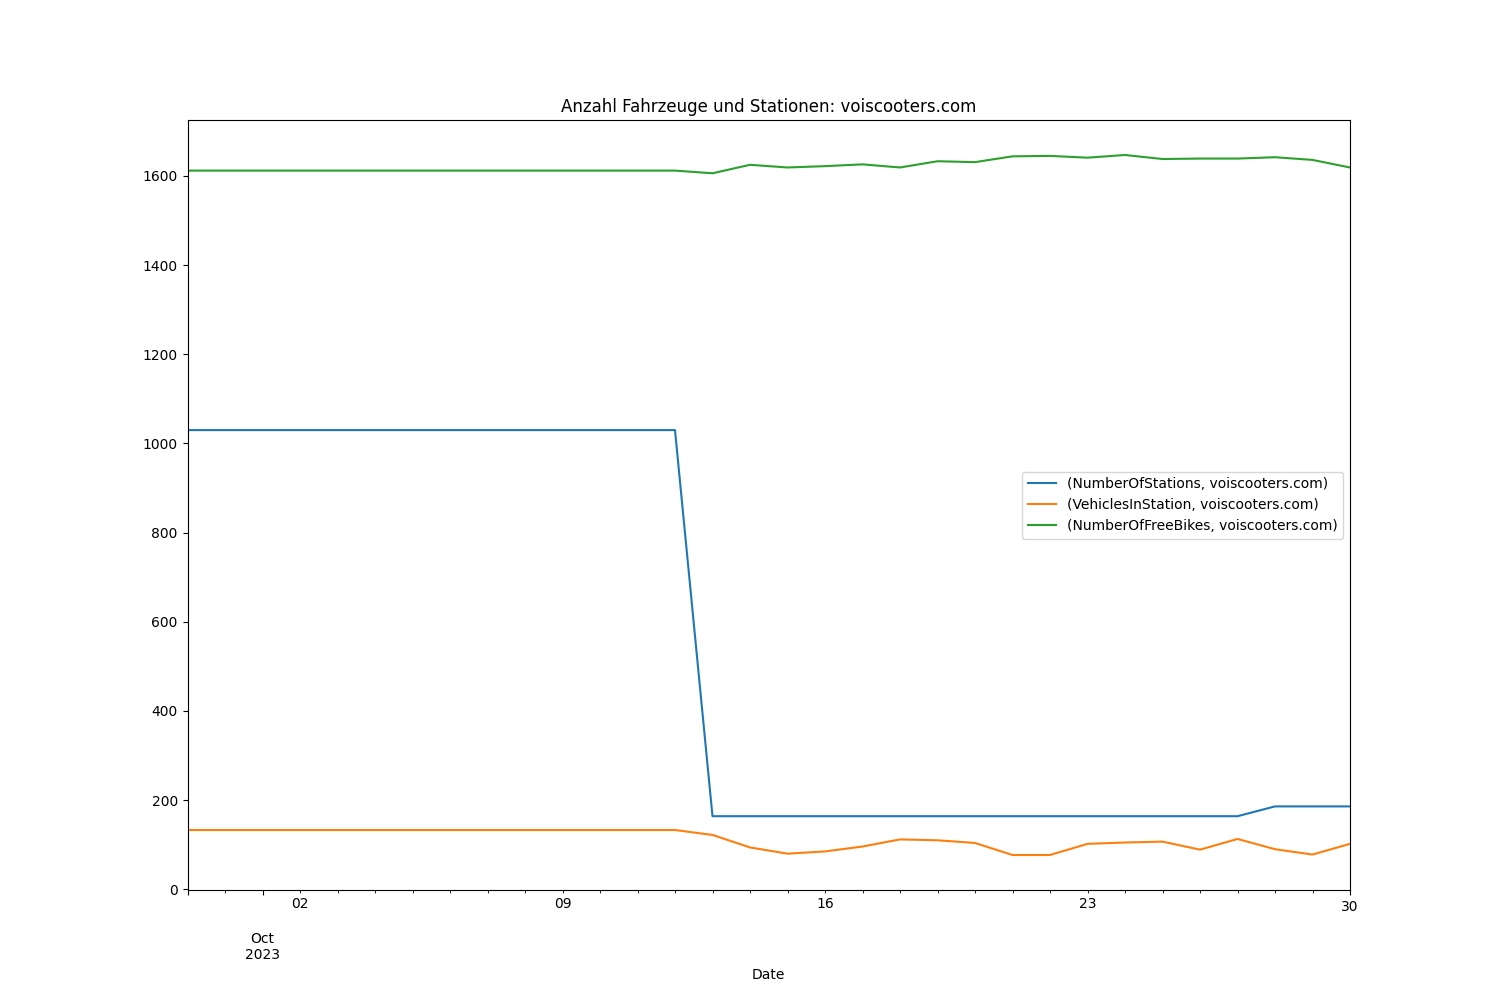 Anzahl Fahrzeuge und Stationen: voiscooters.com
1600
1400
1200
1000
800
600
400
200
0
(NumberOfStations, voiscooters.com)
(VehiclesInStation, voiscooters.com)
(NumberOfFreeBikes, voiscooters.com)
02 09 16 23 30
Oct
2023
Date